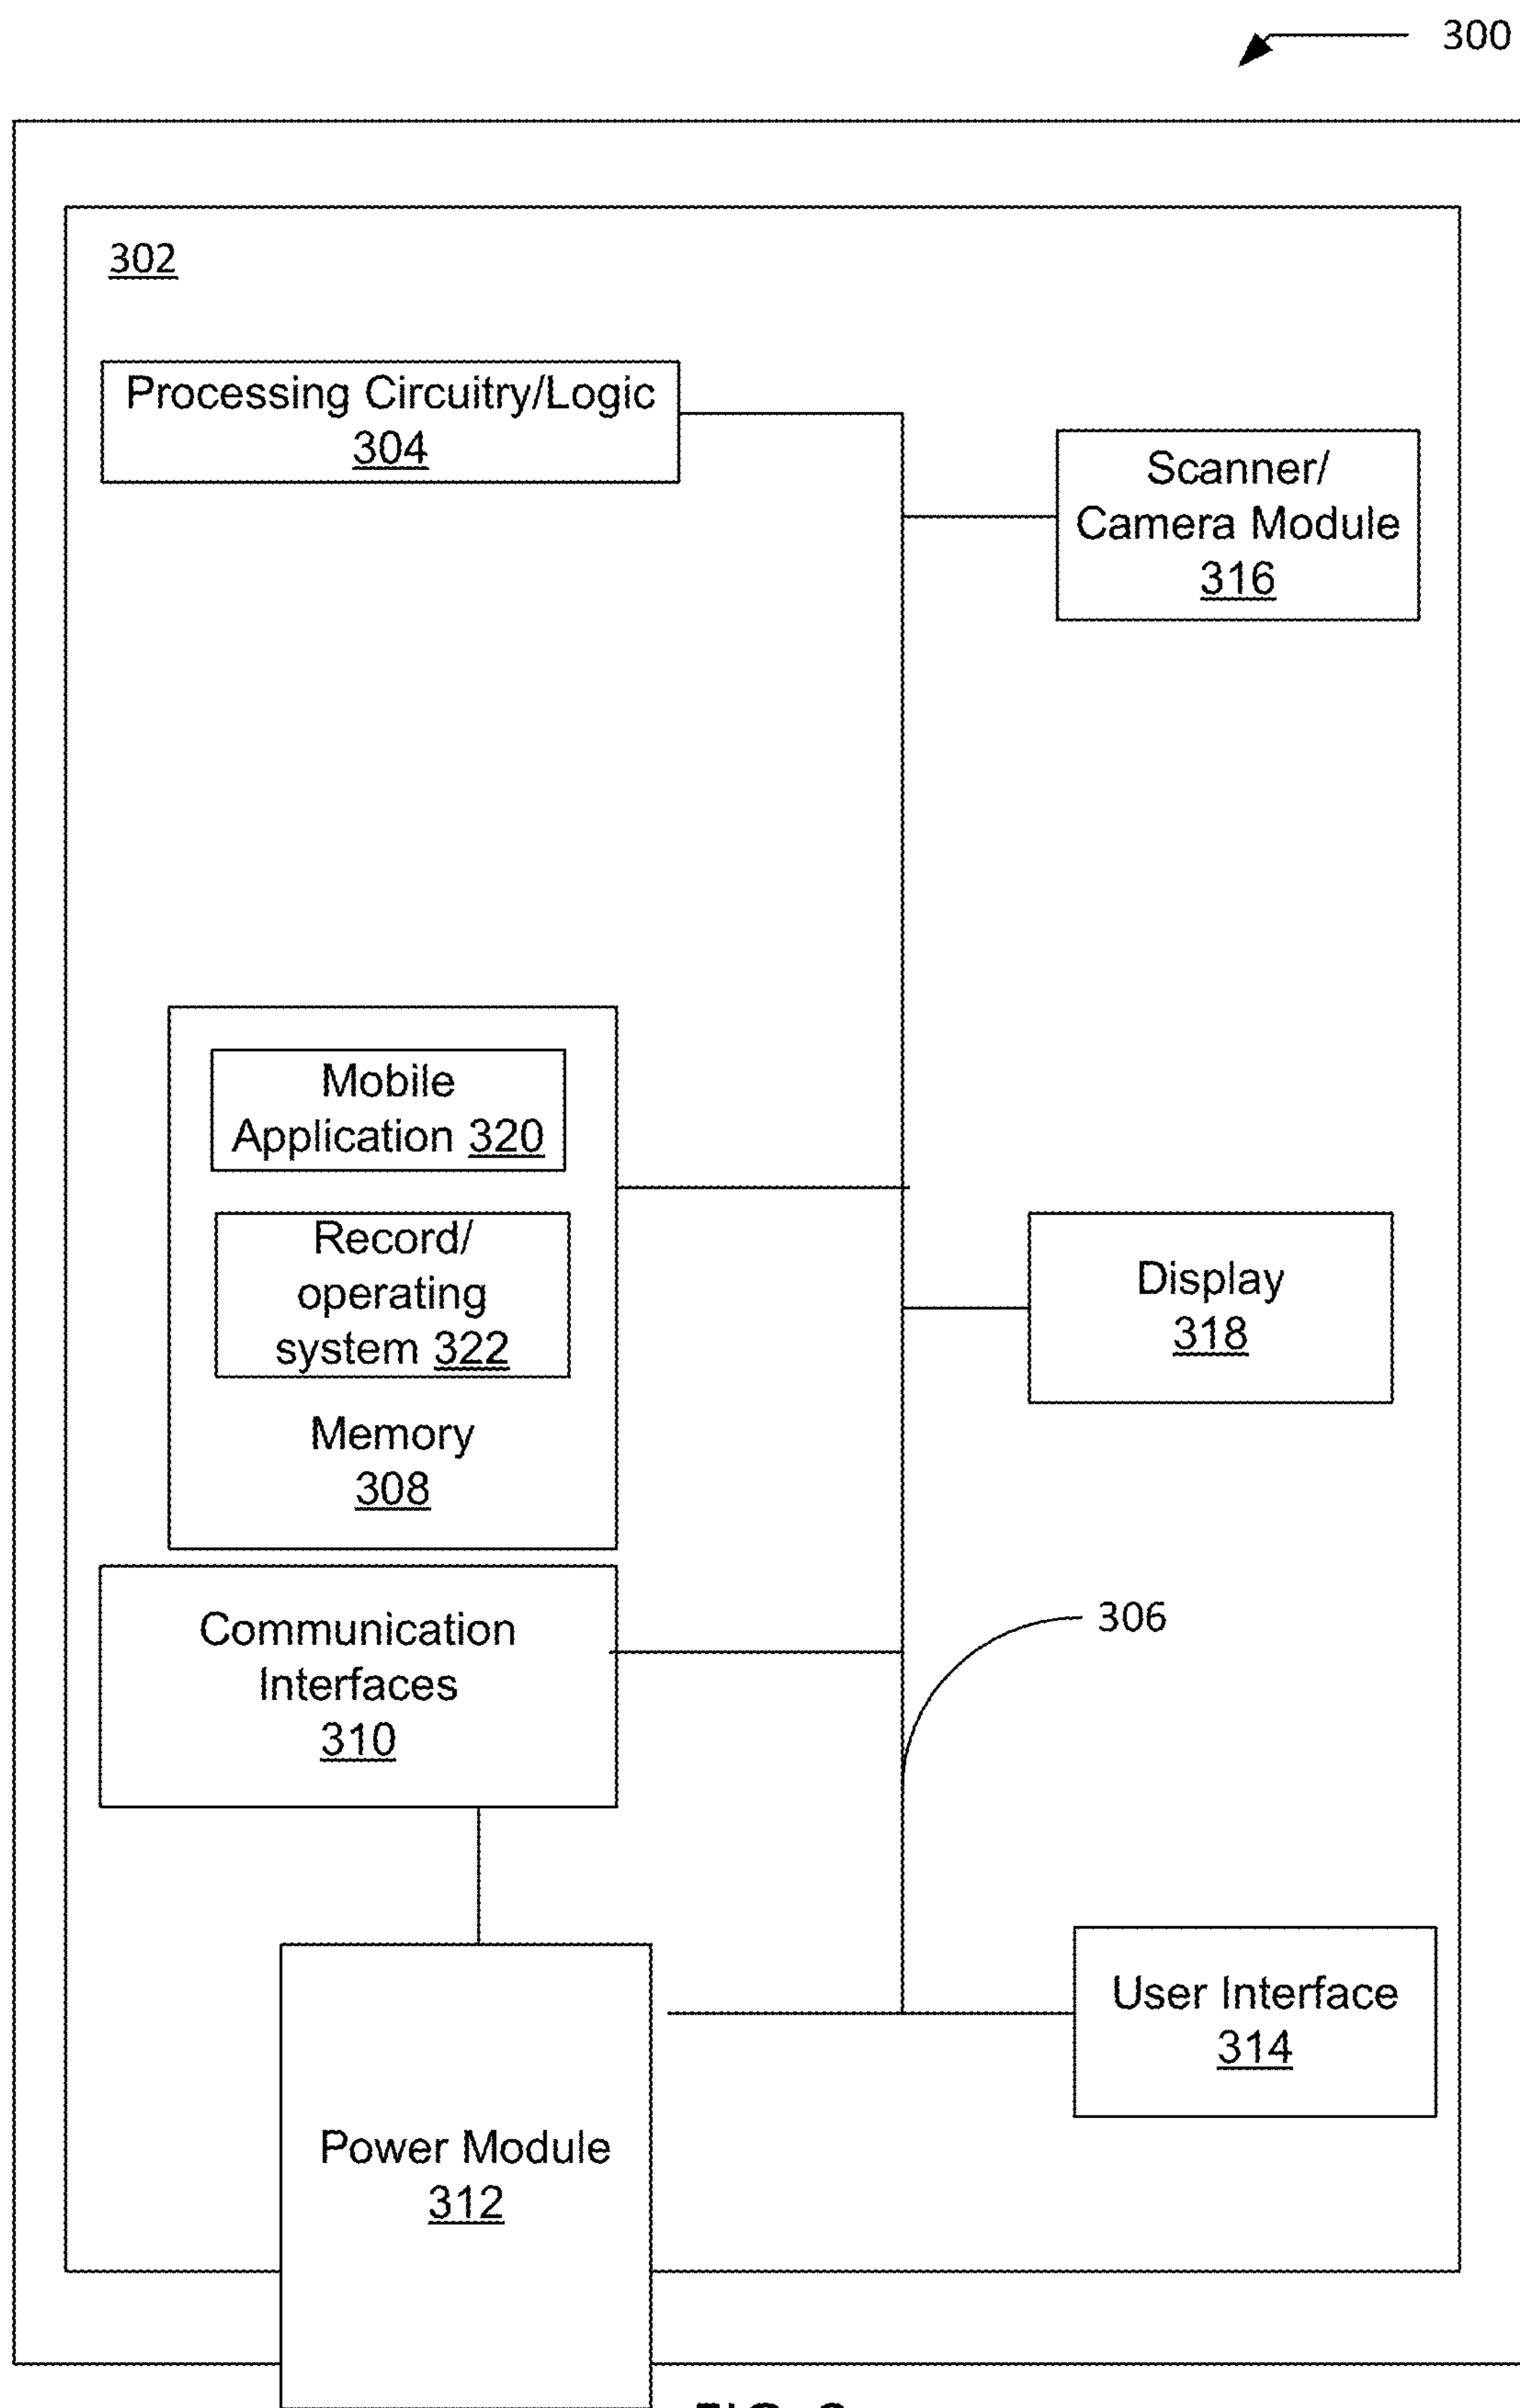 300
302
Processing Circuitry/Logic
304
Scanner/
Camera Module
316
Mobile
Application 320
Record/
operating
system 322
Memory
308
Display
318
Communication
Interfaces
310
306
User Interface
314
Power Module
312